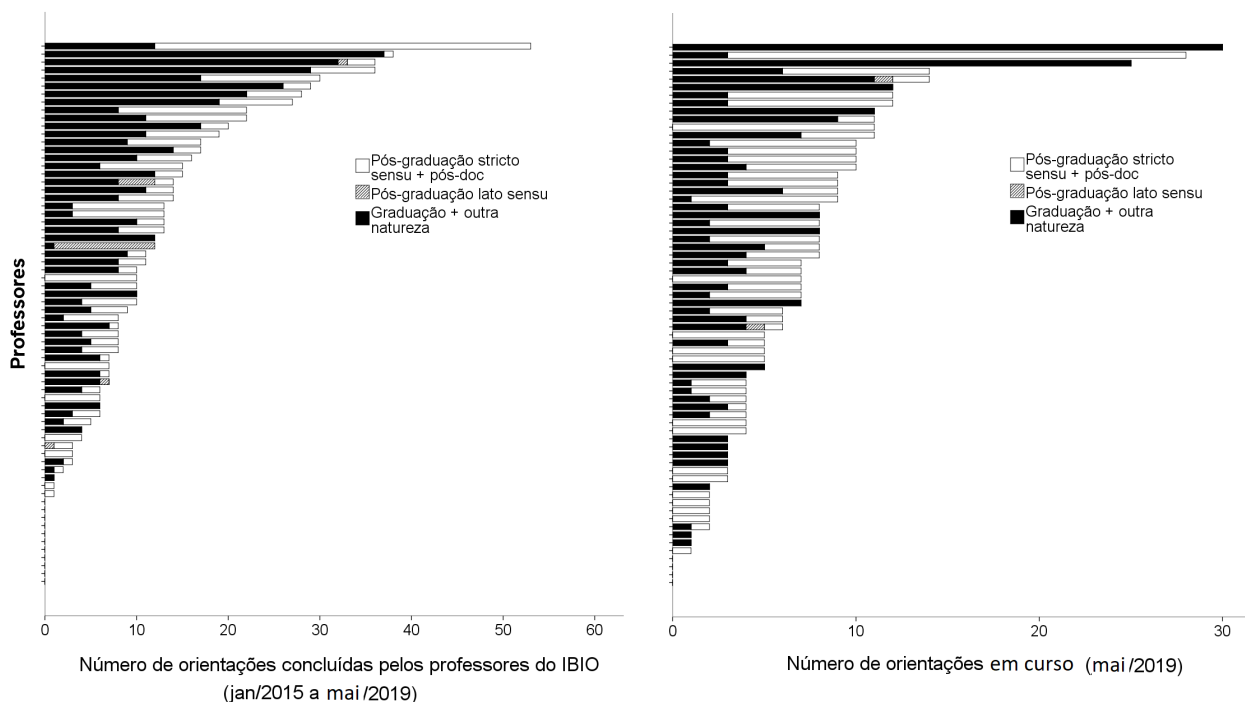 Professores
Pós-graduação stricto
sensu + pós-doc
Pós-graduação lato sensu
Graduação + outra
natureza
0 10 20 30 40 50 60
Número de orientações concluídas pelos professores do IBIO
(jan/2015 a mai/2019)
Pós-graduação stricto
sensu + pós-doc
Pós-graduação lato sensu
Graduação + outra
natureza
0 10 20 30
Número de orientações em curso (mai/2019)